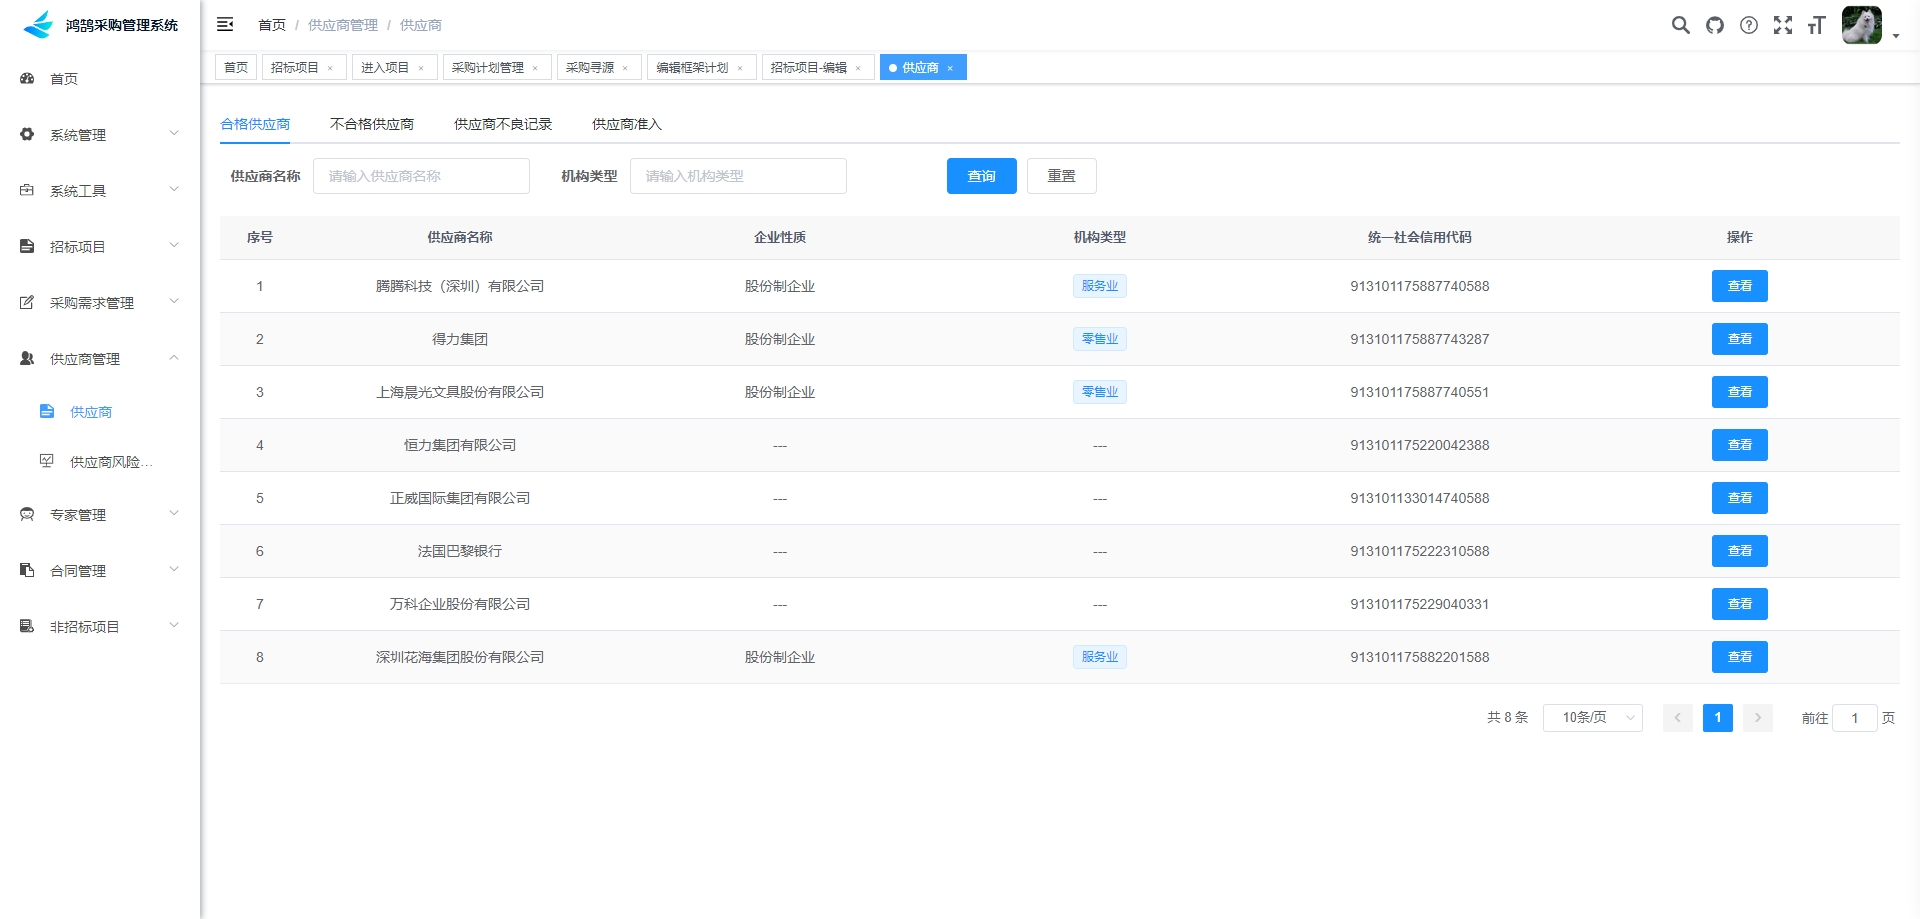 鸿鹄采购管理系统
首页 / 供应商管理 / 供应商
首页 招标项目 × 进入项目 × 采购计划管理 × 采购寻源 × 编辑框架计划 × 招标项目-编辑 × 供应商 ×
首页
系统管理
系统工具
招标项目
采购需求管理
供应商管理
供应商
供应商风险...
专家管理
合同管理
非招标项目
合格供应商 不合格供应商 供应商不良记录 供应商准入
供应商名称 请输入供应商名称 机构类型 请输入机构类型 查询 重置
序号 供应商名称 企业性质 机构类型 统一社会信用代码 操作
1 腾腾科技（深圳）有限公司 股份制企业 服务业 913101175887740588 查看
2 得力集团 股份制企业 零售业 913101175887743287 查看
3 上海晨光文具股份有限公司 股份制企业 零售业 913101175887740551 查看
4 恒力集团有限公司 --- --- 913101175220042388 查看
5 正威国际集团有限公司 --- --- 913101133014740588 查看
6 法国巴黎银行 --- --- 913101175222310588 查看
7 万科企业股份有限公司 --- --- 913101175229040331 查看
8 深圳花海集团股份有限公司 股份制企业 服务业 913101175882201588 查看
共 8 条 10条/页 1 前往 1 页